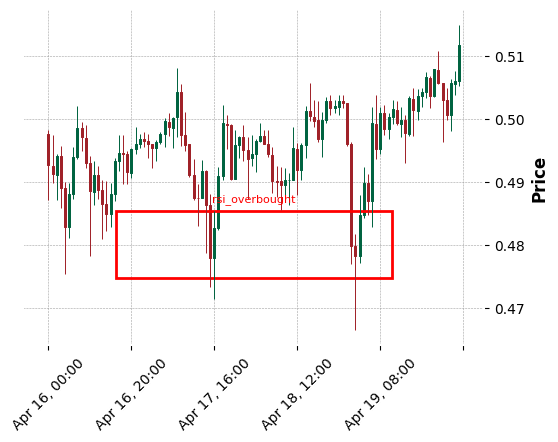 0.51
0.50
0.49
0.48
0.47
Price
rsi_overbought
Apr 16, 00:00
Apr 16, 20:00
Apr 17, 16:00
Apr 18, 12:00
Apr 19, 08:00